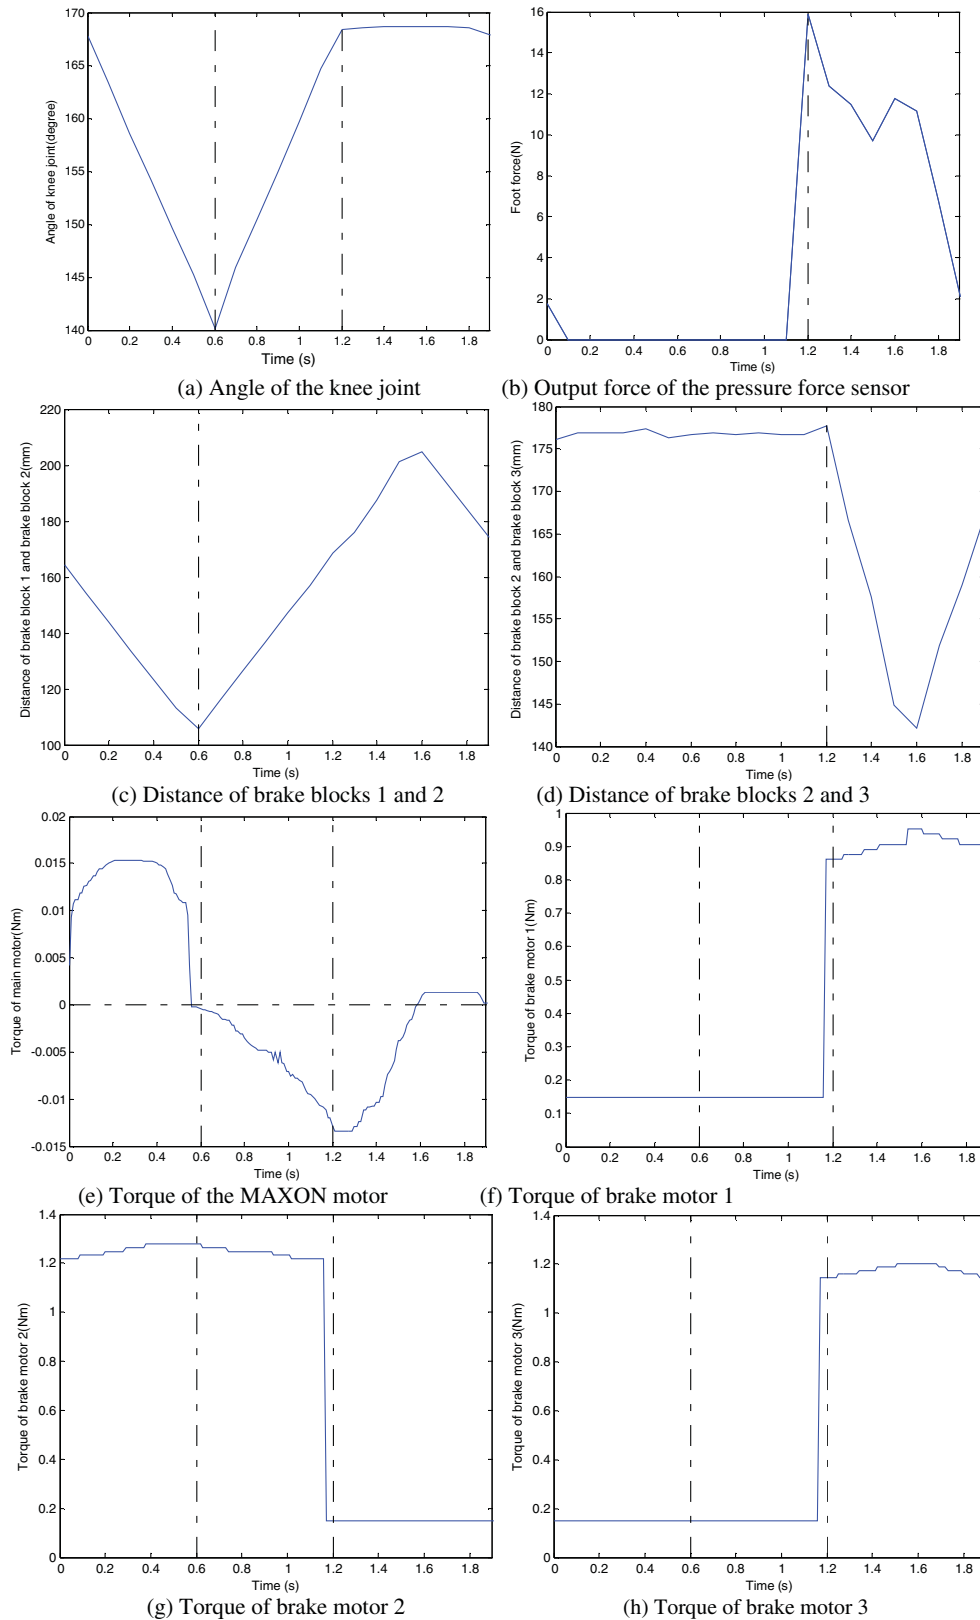 170
165
160
155
150
145
140
Angle of knee joint(degree)
0 0.2 0.4 0.6 0.8 1 1.2 1.4 1.6 1.8
Time (s)
(a) Angle of the knee joint
16
14
12
10
8
6
4
2
0
Foot force(N)
0 0.2 0.4 0.6 0.8 1 1.2 1.4 1.6 1.8
Time (s)
(b) Output force of the pressure force sensor
220
200
180
160
140
120
100
Distance of brake block 1 and brake block 2(mm)
0 0.2 0.4 0.6 0.8 1 1.2 1.4 1.6 1.8
Time (s)
(c) Distance of brake blocks 1 and 2
180
175
170
165
160
155
150
145
140
Distance of brake block 2 and brake block 3(mm)
0 0.2 0.4 0.6 0.8 1 1.2 1.4 1.6 1.8
Time (s)
(d) Distance of brake blocks 2 and 3
0.02
0.015
0.01
0.005
0
-0.005
-0.01
-0.015
Torque of main motor(Nm)
0 0.2 0.4 0.6 0.8 1 1.2 1.4 1.6 1.8
Time (s)
(e) Torque of the MAXON motor
1
0.9
0.8
0.7
0.6
0.5
0.4
0.3
0.2
0.1
0
Torque of brake motor 1(Nm)
0 0.2 0.4 0.6 0.8 1 1.2 1.4 1.6 1.8
Time (s)
(f) Torque of brake motor 1
1.4
1.2
1
0.8
0.6
0.4
0.2
0
Torque of brake motor 2(Nm)
0 0.2 0.4 0.6 0.8 1 1.2 1.4 1.6 1.8
Time (s)
(g) Torque of brake motor 2
1.4
1.2
1
0.8
0.6
0.4
0.2
0
Torque of brake motor 3(Nm)
0 0.2 0.4 0.6 0.8 1 1.2 1.4 1.6 1.8
Time (s)
(h) Torque of brake motor 3